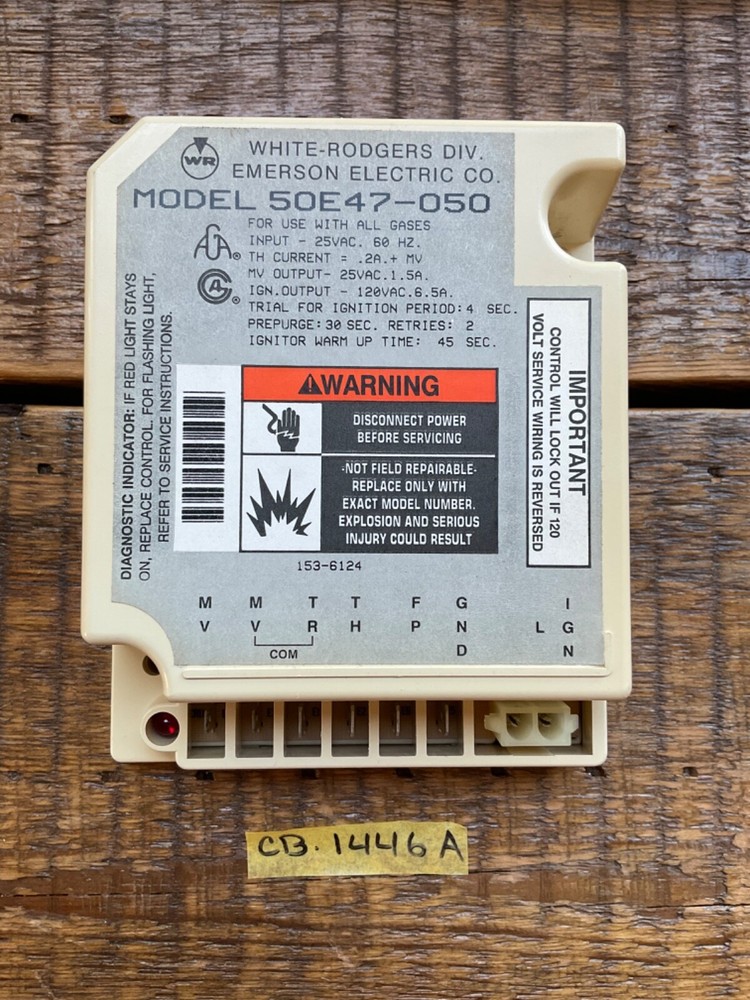 WR
WHITE-RODGERS DIV.
EMERSON ELECTRIC CO.
MODEL 50E47-050
FOR USE WITH ALL GASES
INPUT - 25VAC. 60 HZ.
TH CURRENT = .2A.+ MV
MV OUTPUT- 25VAC.1.5A.
IGN.OUTPUT - 120VAC.6.5A.
TRIAL FOR IGNITION PERIOD:4 SEC.
PREPURGE:30 SEC. RETRIES: 2
IGNITOR WARM UP TIME: 45 SEC.
DIAGNOSTIC INDICATOR: IF RED LIGHT STAYS
ON, REPLACE CONTROL. FOR FLASHING LIGHT,
REFER TO SERVICE INSTRUCTIONS.
WARNING
DISCONNECT POWER
BEFORE SERVICING
-NOT FIELD REPAIRABLE-
REPLACE ONLY WITH
EXACT MODEL NUMBER.
EXPLOSION AND SERIOUS
INJURY COULD RESULT
IMPORTANT
CONTROL WILL LOCK OUT IF 120
VOLT SERVICE WIRING IS REVERSED
153-6124
M M T T F G I
V V R H P N L G
COM D N
CB.1446A